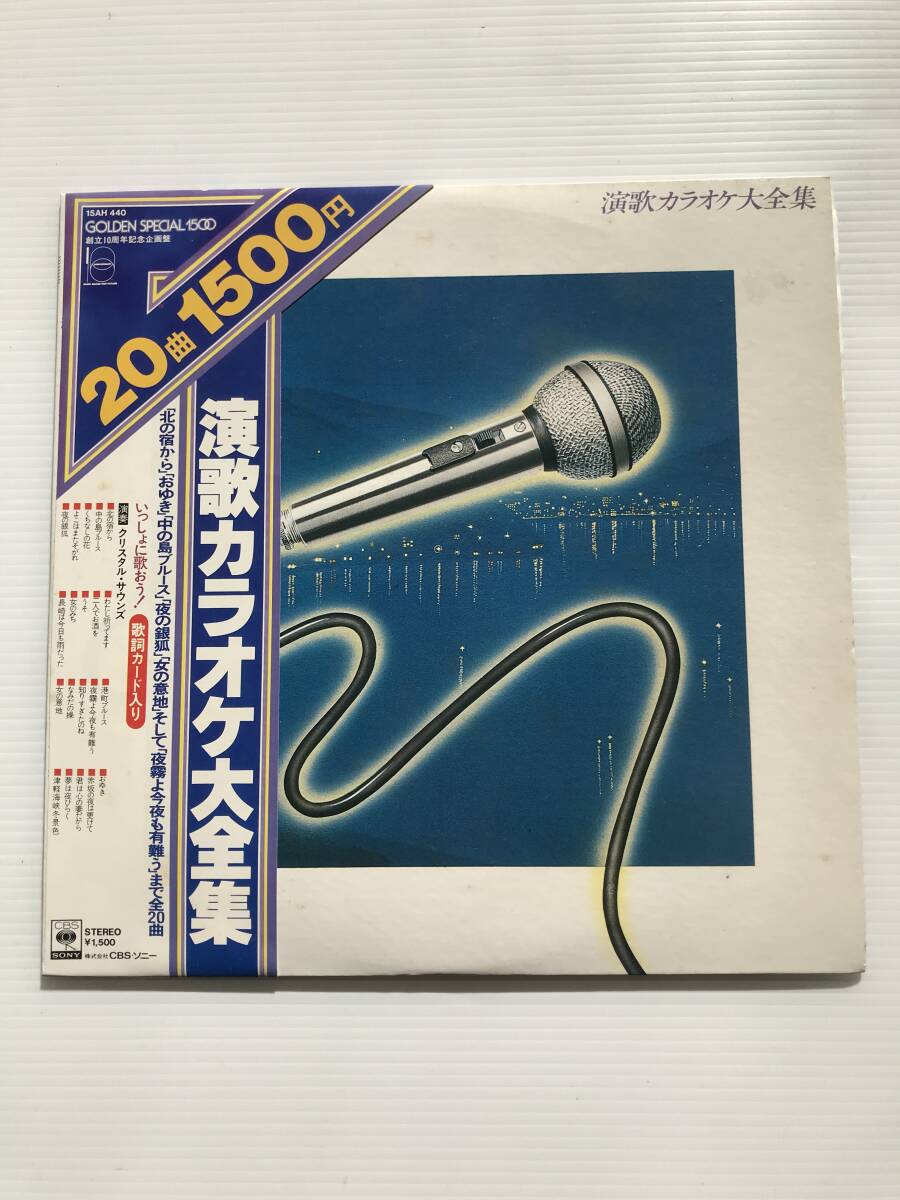 演歌カラオケ大全集
15AH 440
GOLDEN SPECIAL 1500
創立10周年記念企画盤
20曲1500円
演歌カラオケ大全集
「北の宿から」「おゆき」「中の島ブルース」「夜の銀狐」「女の意地」そして「夜霧よ今夜も有難う」まで全20曲
いっしょに歌おう!
歌詞カード入り
演奏 クリスタル・サウンズ
■北の宿から
■中の島ブルース
■くちなしの花
■よこはまたそがれ
■夜の銀狐
■わたし祈ってます
■二人でお酒を
■うそ
■女のみち
■長崎は今日も雨だった
■港町ブルース
■夜霧よ今夜も有難う
■知りすぎたのね
■なみだの操
■女の意地
■おゆき
■赤坂の夜は更けて
■君は心の妻だから
■夢は夜ひらく
■津軽海峡冬景色
CBS
SONY
STEREO
¥1,500
株式会社CBS・ソニー